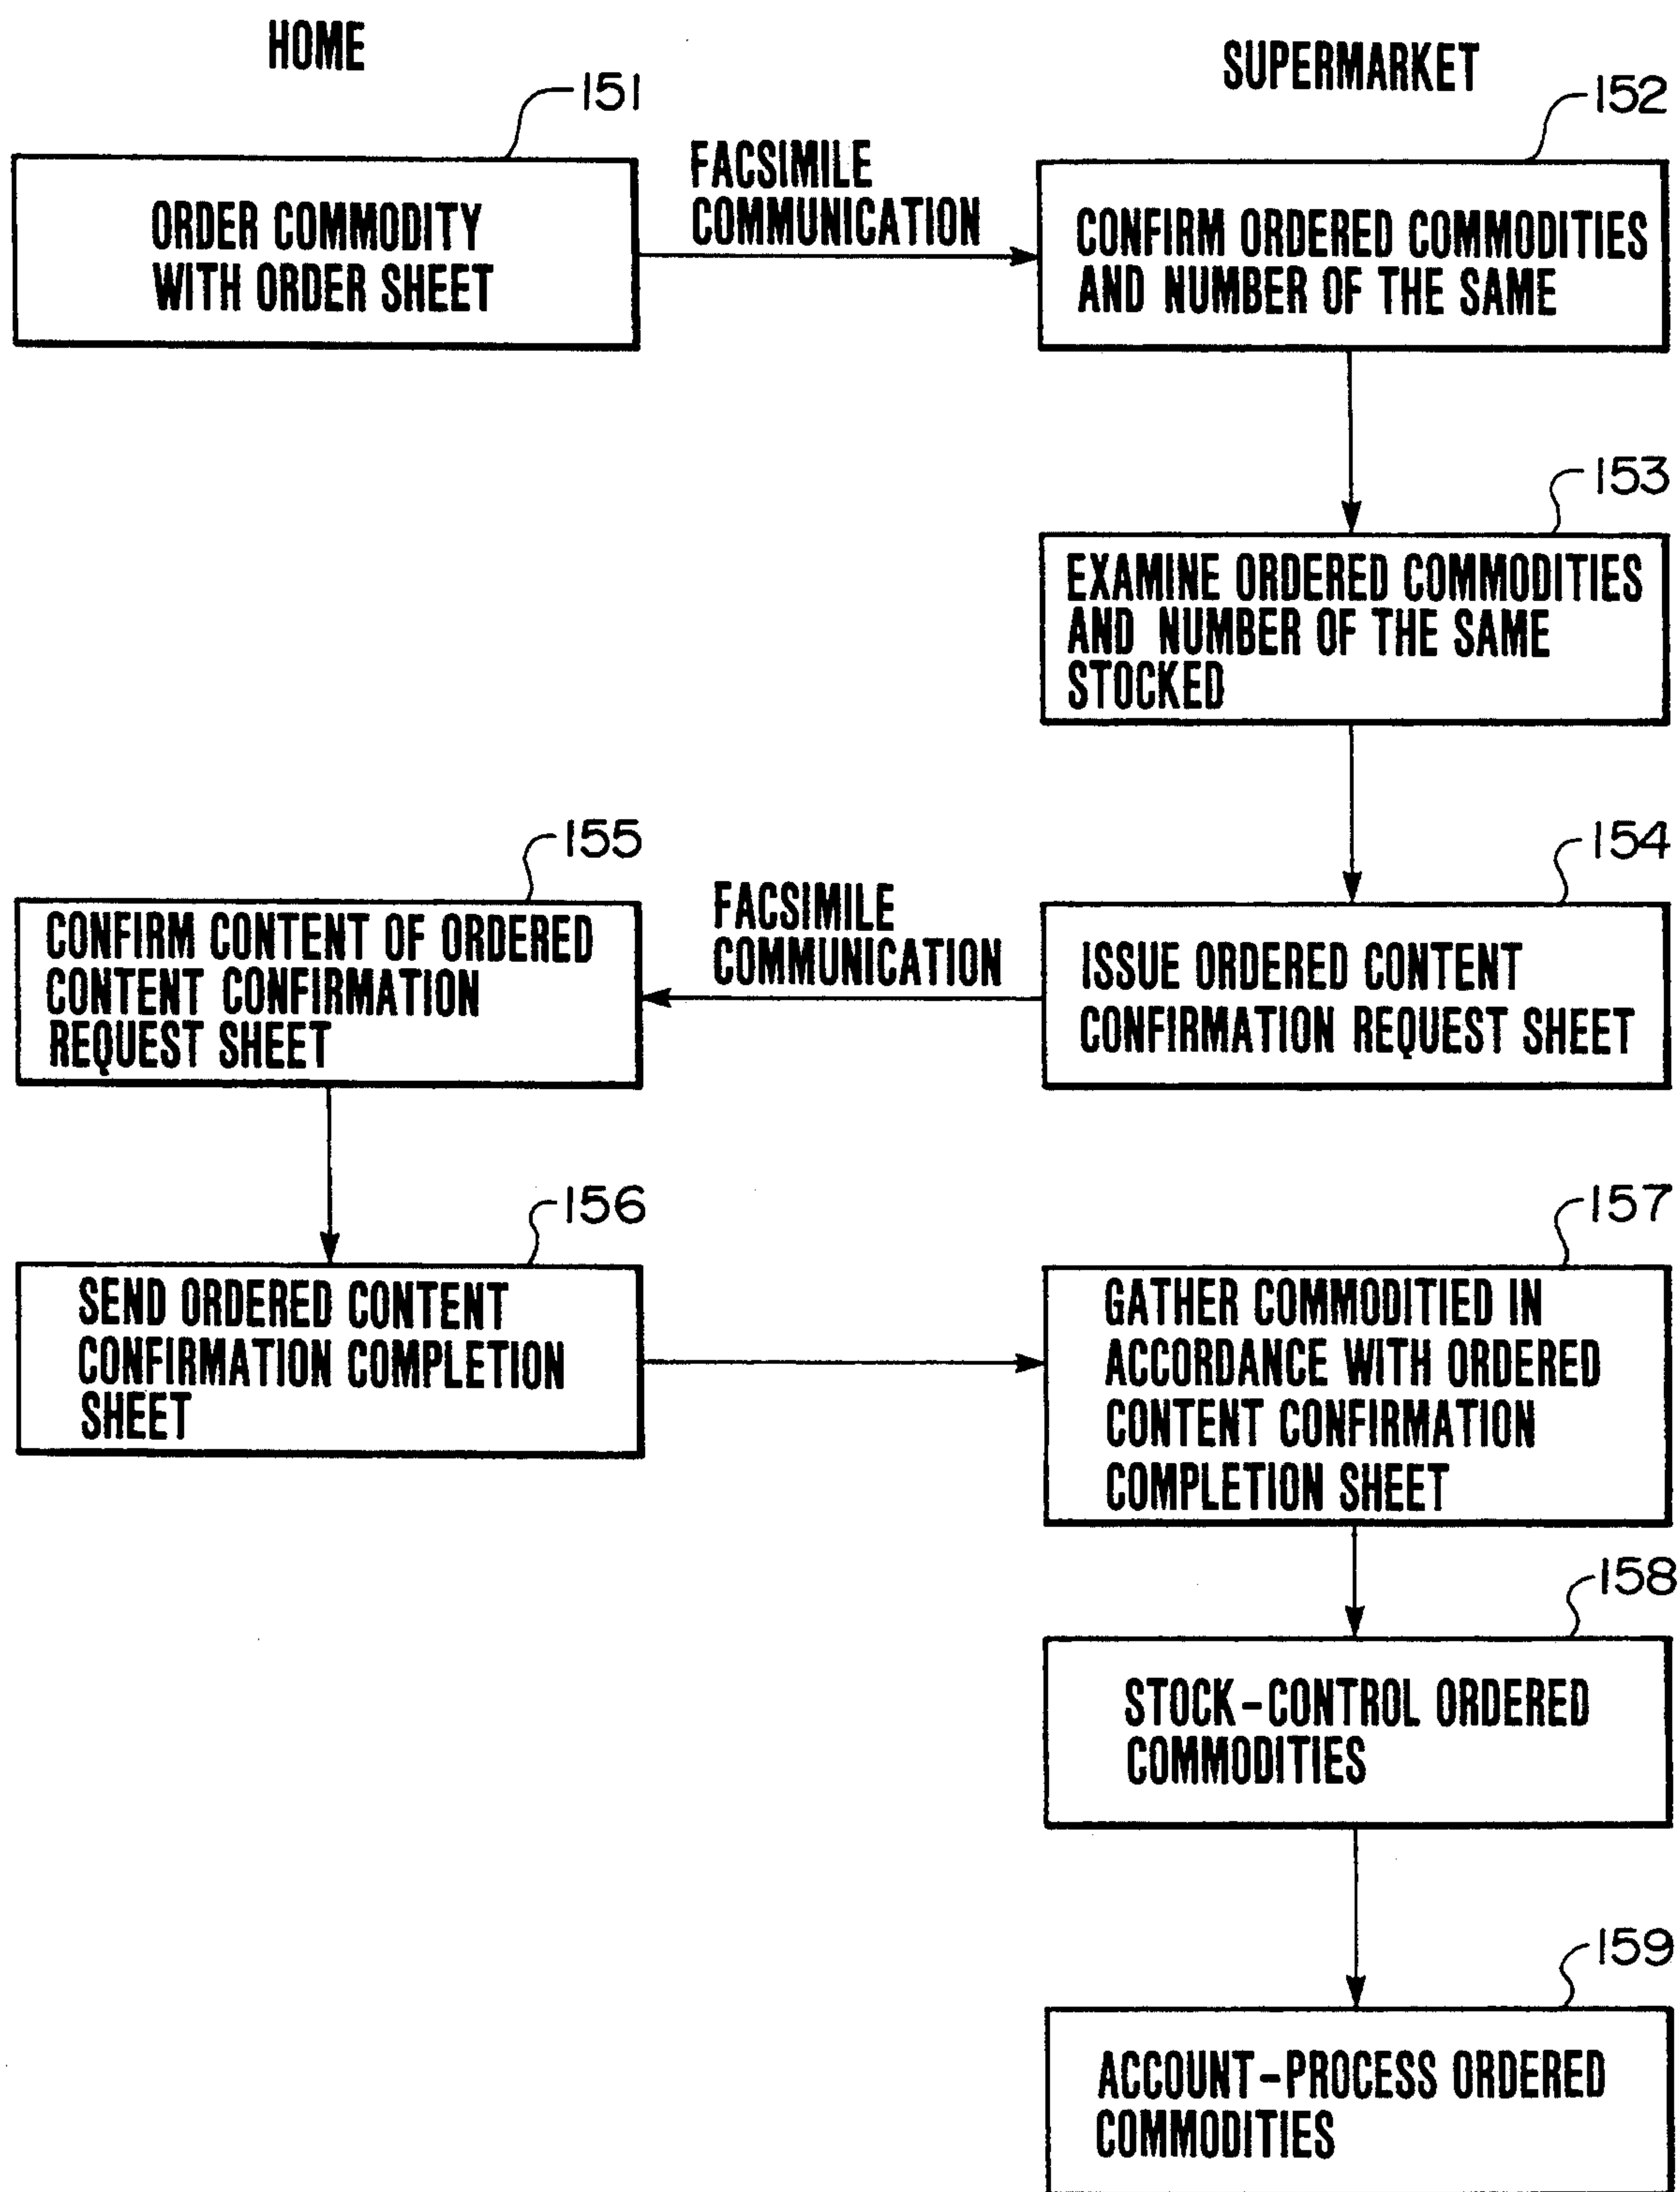 HOME
SUPERMARKET
151
152
ORDER COMMODITY
WITH ORDER SHEET
FACSIMILE
COMMUNICATION
CONFIRM ORDERED COMMODITIES
AND NUMBER OF THE SAME
153
EXAMINE ORDERED COMMODITIES
AND NUMBER OF THE SAME
STOCKED
155
154
CONFIRM CONTENT OF ORDERED
CONTENT CONFIRMATION
REQUEST SHEET
FACSIMILE
COMMUNICATION
ISSUE ORDERED CONTENT
CONFIRMATION REQUEST SHEET
156
157
SEND ORDERED CONTENT
CONFIRMATION COMPLETION
SHEET
GATHER COMMODITIED IN
ACCORDANCE WITH ORDERED
CONTENT CONFIRMATION
COMPLETION SHEET
158
STOCK-CONTROL ORDERED
COMMODITIES
159
ACCOUNT-PROCESS ORDERED
COMMODITIES